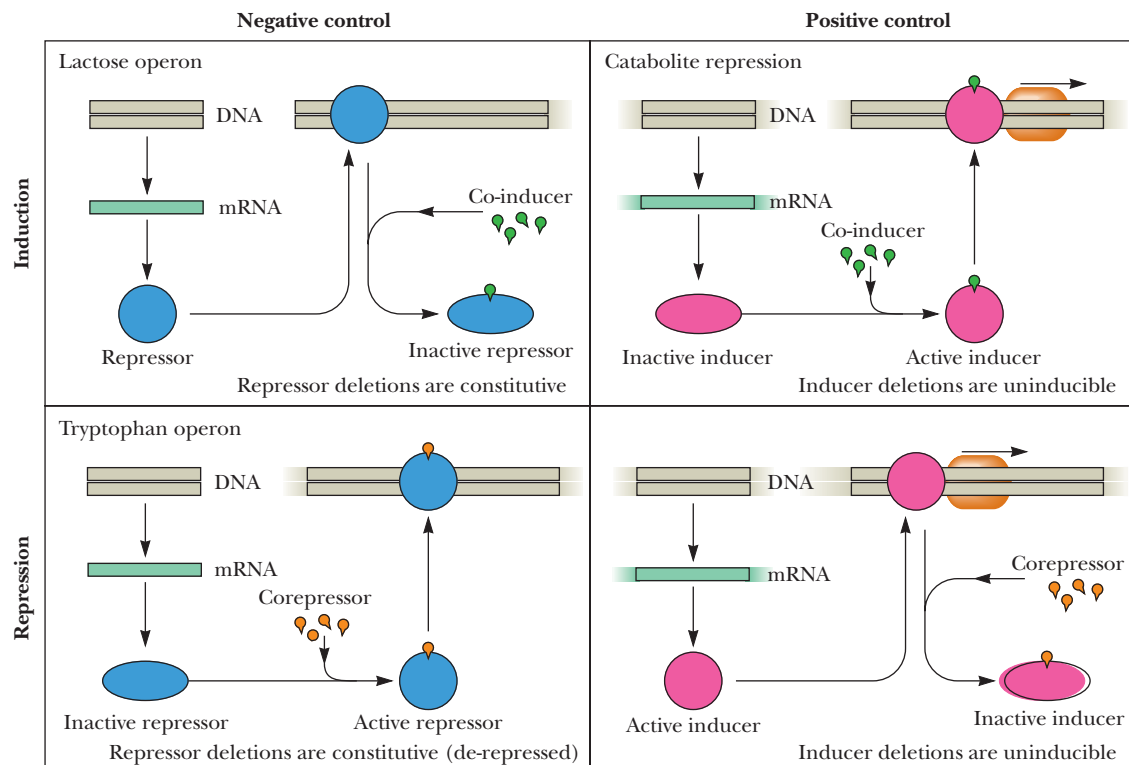 Negative control
Positive control
Induction
Lactose operon
DNA
mRNA
Co-inducer
Repressor
Inactive repressor
Repressor deletions are constitutive
Catabolite repression
DNA
mRNA
Co-inducer
Inactive inducer
Active inducer
Inducer deletions are uninducible
Repression
Tryptophan operon
DNA
mRNA
Corepressor
Inactive repressor
Active repressor
Repressor deletions are constitutive (de-repressed)
DNA
mRNA
Corepressor
Active inducer
Inactive inducer
Inducer deletions are uninducible